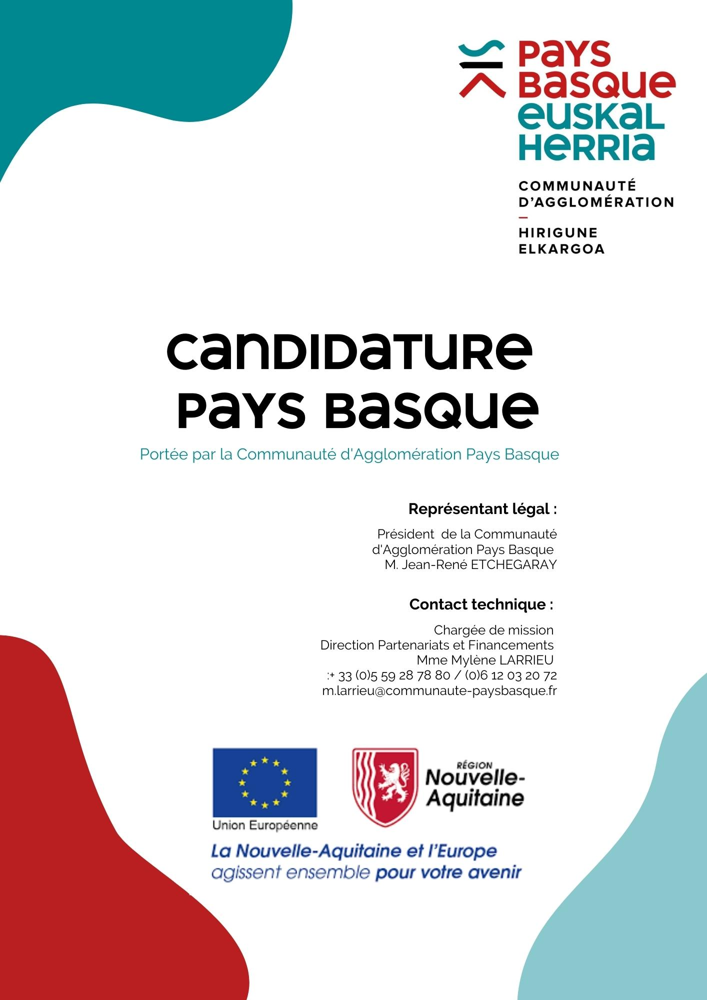 Pays
Basque
Euskal
Herria
COMMUNAUTÉ
D'AGGLOMÉRATION
–
HIRIGUNE
ELKARGOA
Candidature
Pays Basque
Portée par la Communauté d'Agglomération Pays Basque
Représentant légal :
Président de la Communauté
d'Agglomération Pays Basque
M. Jean-René ETCHEGARAY
Contact technique :
Chargée de mission
Direction Partenariats et Financements
Mme Mylène LARRIEU
:+ 33 (0)5 59 28 78 80 / (0)6 12 03 20 72
m.larrieu@communaute-paysbasque.fr
Union Européenne
RÉGION
Nouvelle-
Aquitaine
La Nouvelle-Aquitaine et l'Europe
agissent ensemble pour votre avenir